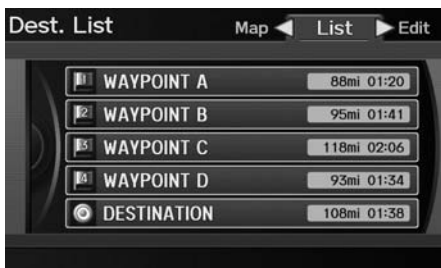 Dest. List Map List Edit
1 WAYPOINT A 88mi 01:20
2 WAYPOINT B 95mi 01:41
3 WAYPOINT C 118mi 02:06
4 WAYPOINT D 93mi 01:34
DESTINATION 108mi 01:38